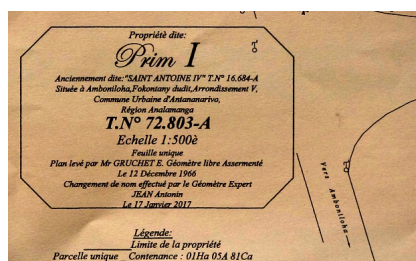 Propriété dite:
Prim I
Anciennement dite:"SAINT ANTOINE IV" T.N° 16.684-A
Située à Amboniloha,Fokontany dudit,Arrondissement V,
Commune Urbaine d'Antananarivo,
Région Analamanga
T.N° 72.803-A
Echelle 1:500è
Feuille unique
Plan levé par Mr GRUCHET E. Géomètre libre Assermenté
Le 12 Décembre 1966
Changement de nom effectué par le Géomètre Expert
JEAN Antonin
Le 17 Janvier 2017
Vers Amboniloha
Légende:
Limite de la propriété
Parcelle unique Contenance : 01Ha 05A 81Ca